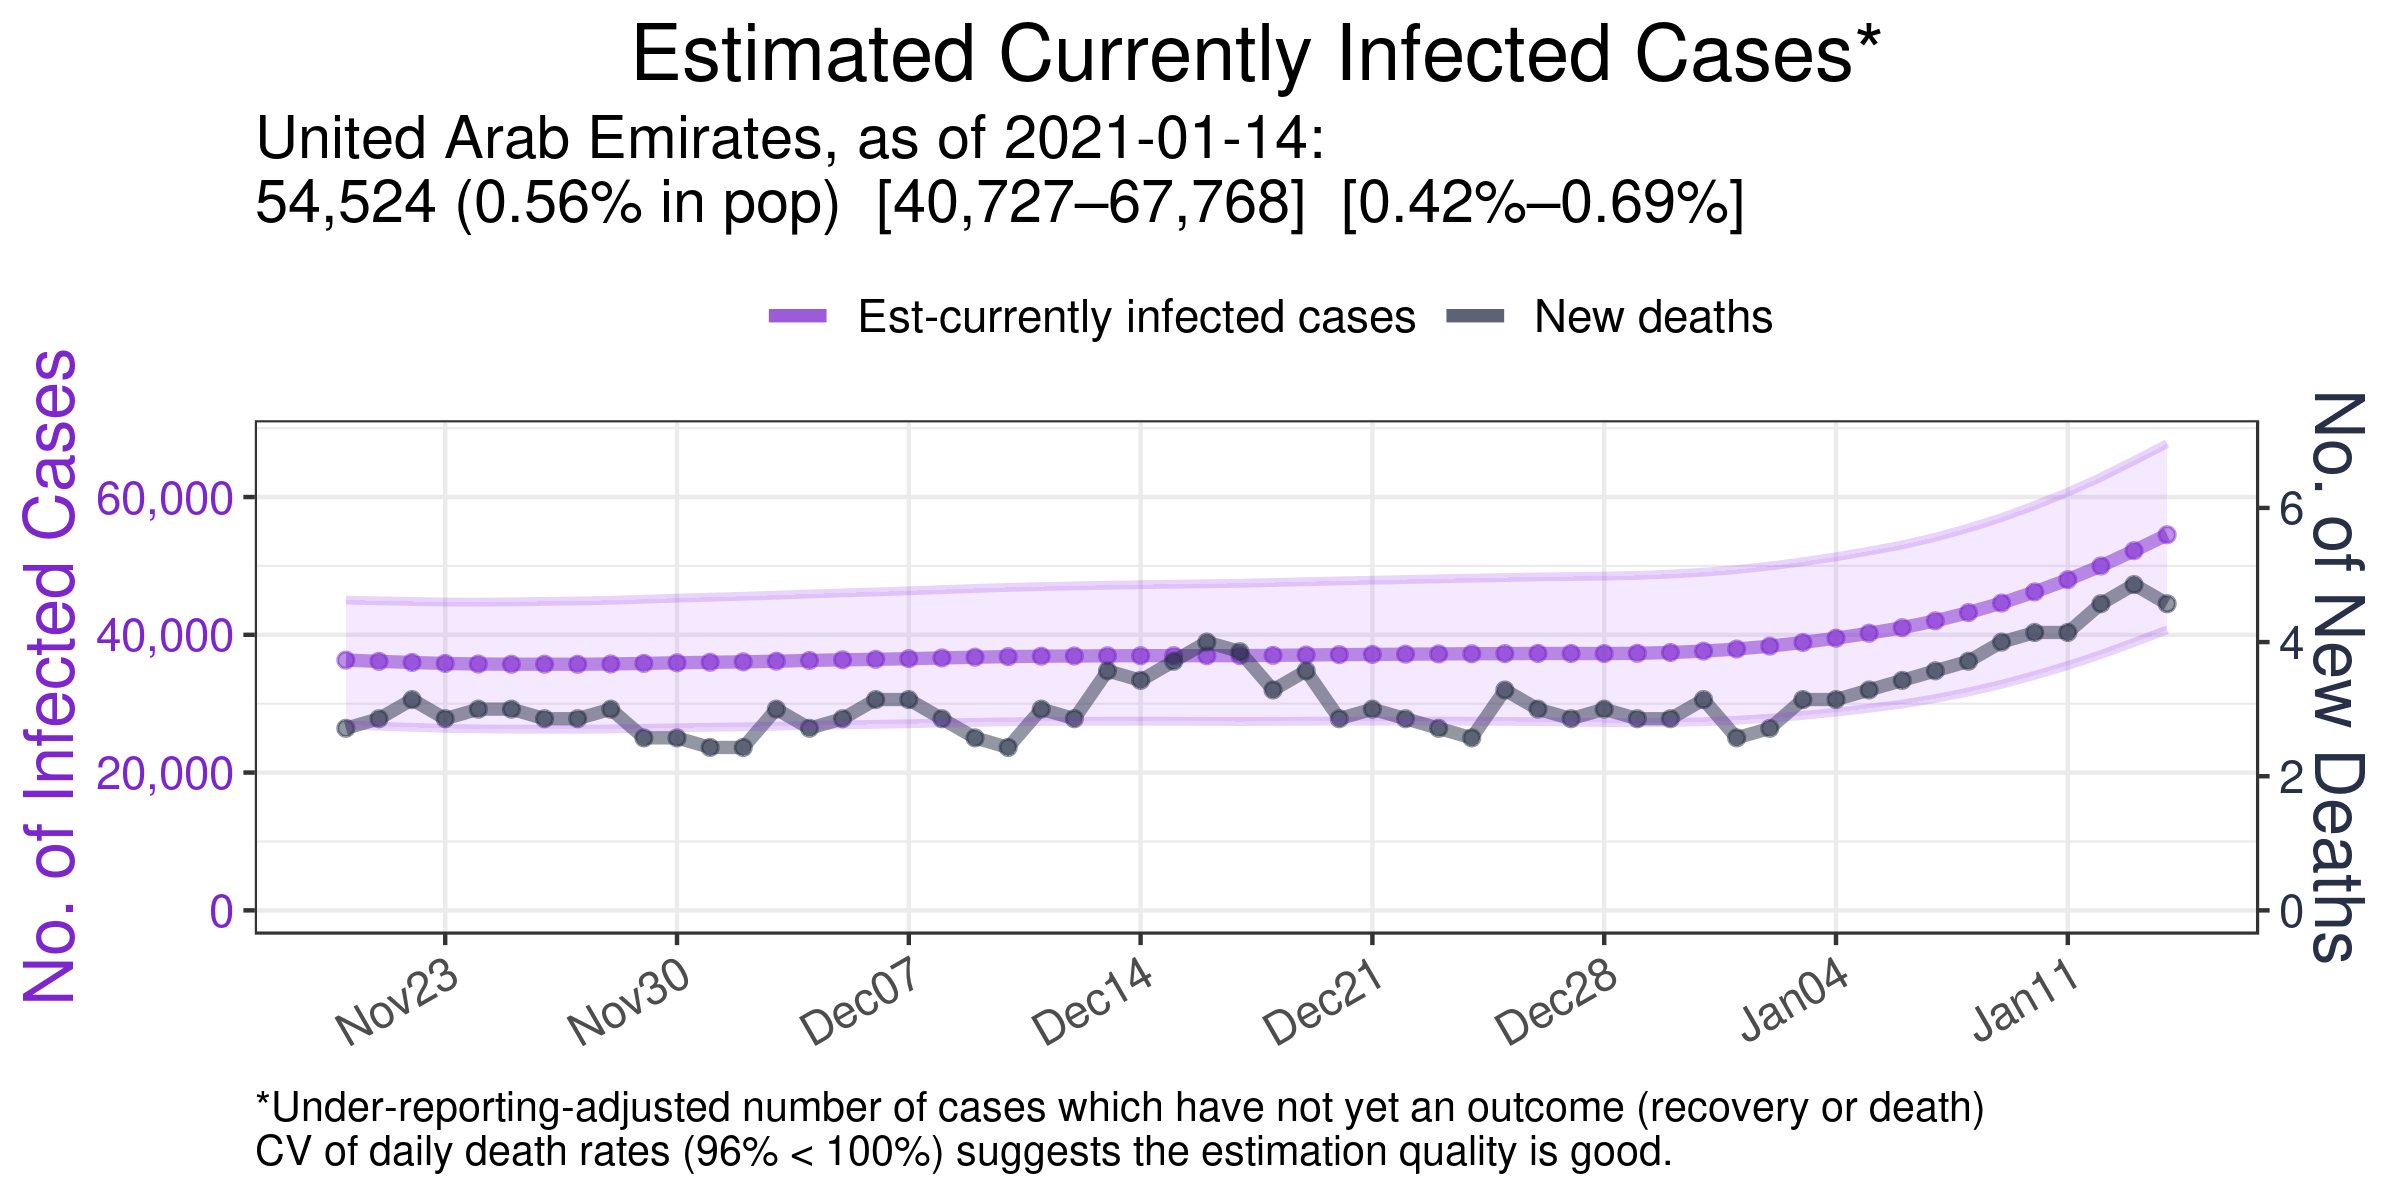 Estimated Currently Infected Cases*
United Arab Emirates, as of 2021-01-14:
54,524 (0.56% in pop)  [40,727–67,768]  [0.42%–0.69%]
Est-currently infected cases
New deaths
No. of Infected Cases
60,000
40,000
20,000
0
6
4
2
0
No. of New Deaths
Nov23
Nov30
Dec07
Dec14
Dec21
Dec28
Jan04
Jan11
*Under-reporting-adjusted number of cases which have not yet an outcome (recovery or death)
CV of daily death rates (96% < 100%) suggests the estimation quality is good.